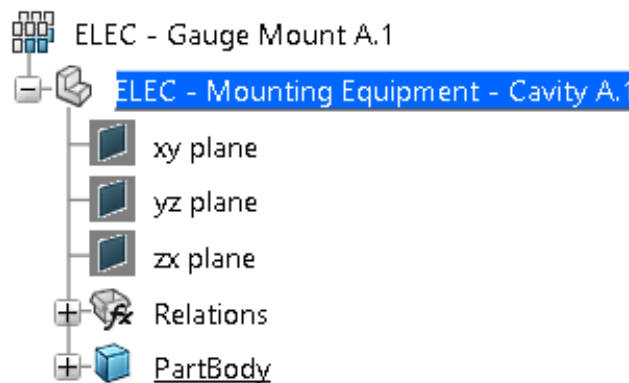 ELEC - Gauge Mount A.1
ELEC - Mounting Equipment - Cavity A.1
xy plane
yz plane
zx plane
Relations
PartBody